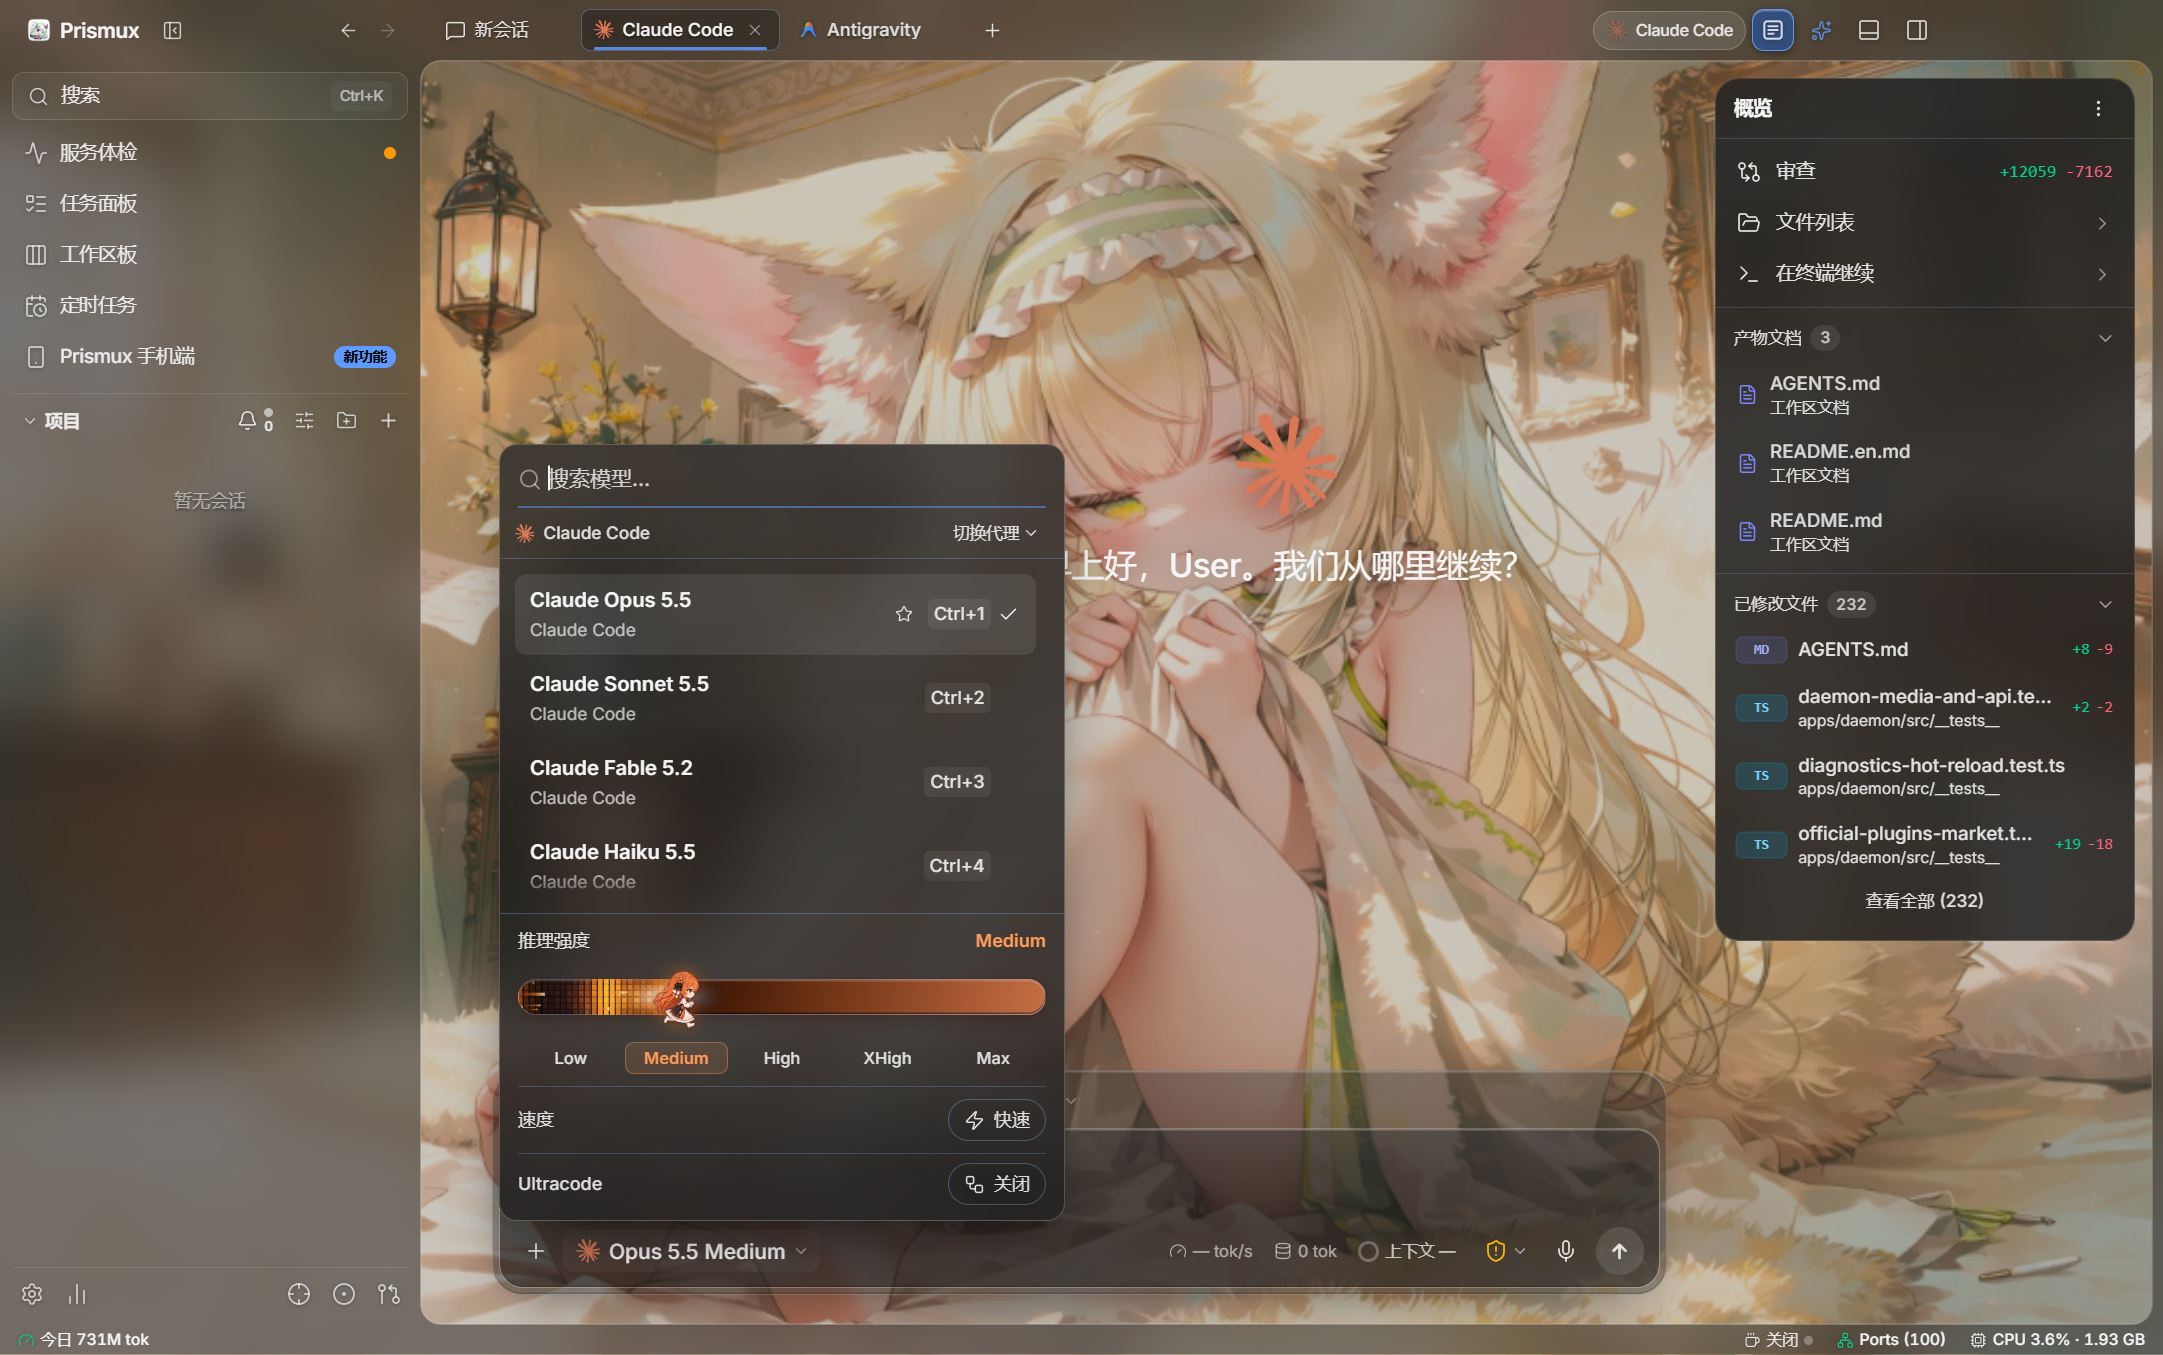 Prismux
新会话
Claude Code
Antigravity
Claude Code
搜索
Ctrl+K
服务体检
任务面板
工作区板
定时任务
Prismux 手机端
新功能
项目
0
暂无会话
今日 731M tok
搜索模型...
Claude Code
切换代理
Claude Opus 5.5
Claude Code
Ctrl+1
Claude Sonnet 5.5
Claude Code
Ctrl+2
Claude Fable 5.2
Claude Code
Ctrl+3
Claude Haiku 5.5
Claude Code
Ctrl+4
推理强度
Medium
Low
Medium
High
XHigh
Max
速度
快速
Ultracode
关闭
上好，User。我们从哪里继续?
Opus 5.5 Medium
— tok/s
0 tok
上下文 —
概览
审查
+12059 -7162
文件列表
在终端继续
产物文档 3
AGENTS.md
工作区文档
README.en.md
工作区文档
README.md
工作区文档
已修改文件 232
MD
AGENTS.md
+8 -9
TS
daemon-media-and-api.te...
apps/daemon/src/__tests__
+2 -2
TS
diagnostics-hot-reload.test.ts
apps/daemon/src/__tests__
TS
official-plugins-market.t...
apps/daemon/src/__tests__
+19 -18
查看全部 (232)
关闭
Ports (100)
CPU 3.6% · 1.93 GB